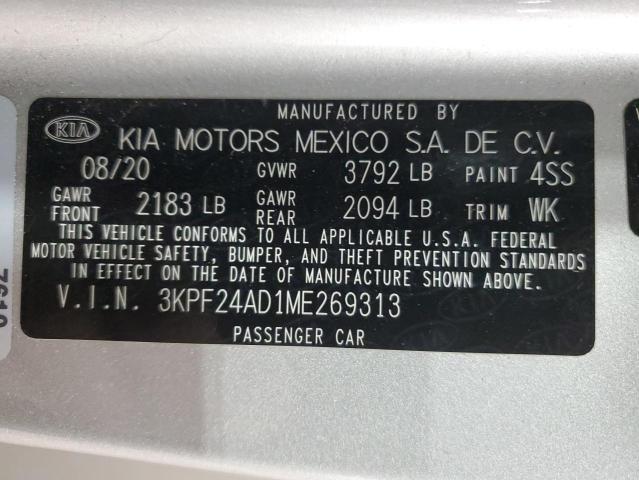 MANUFACTURED BY
KIA KIA MOTORS MEXICO S.A. DE C.V.
08/20 GVWR 3792 LB PAINT 4SS
GAWR FRONT 2183 LB GAWR REAR 2094 LB TRIM WK
THIS VEHICLE CONFORMS TO ALL APPLICABLE U.S.A. FEDERAL
MOTOR VEHICLE SAFETY, BUMPER, AND THEFT PREVENTION STANDARDS
IN EFFECT ON THE DATE OF MANUFACTURE SHOWN ABOVE.
V.I.N. 3KPF24AD1ME269313
PASSENGER CAR